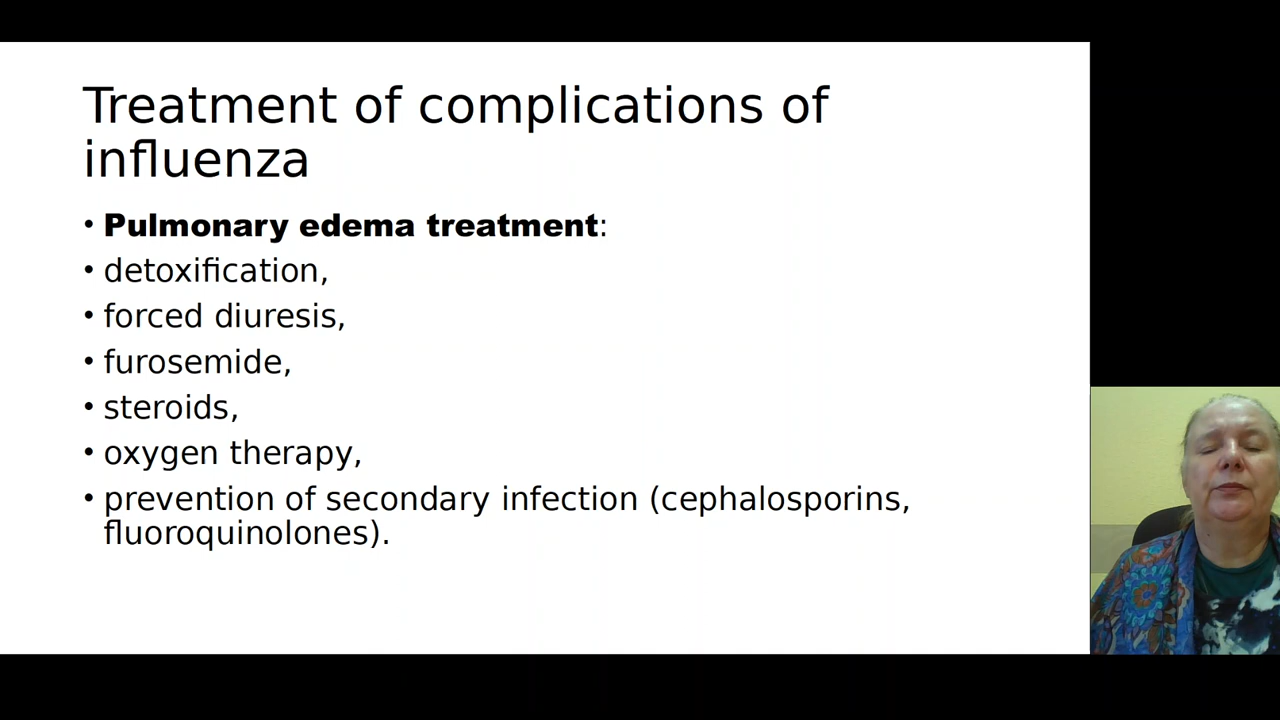 Treatment of complications of
influenza
• Pulmonary edema treatment:
• detoxification,
• forced diuresis,
• furosemide,
• steroids,
• oxygen therapy,
• prevention of secondary infection (cephalosporins,
fluoroquinolones).